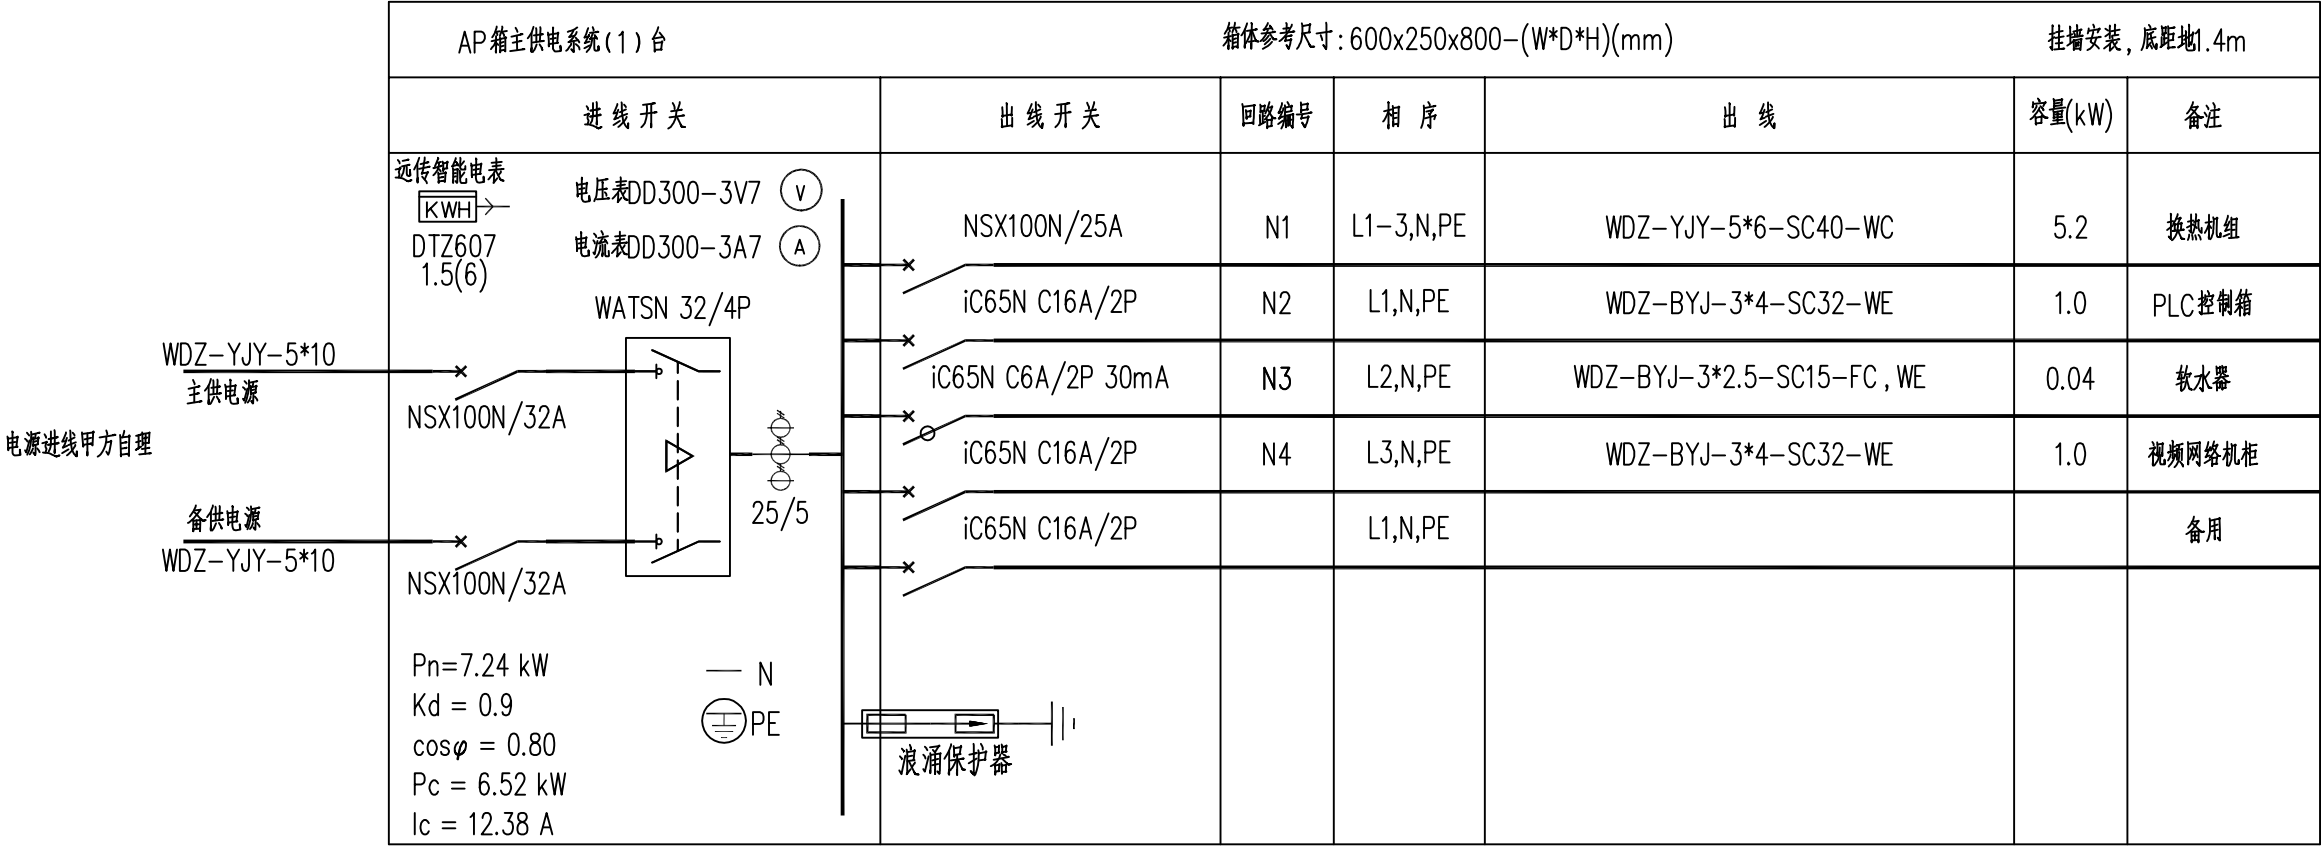 AP箱主供电系统(1)台 箱体参考尺寸:600x250x800-(W*D*H)(mm) 挂墙安装,底距地1.4m
进线开关 出线开关 回路编号 相序 出线 容量(kW) 备注
远传智能电表
KWH
DTZ607
1.5(6)
电压表DD300-3V7 V
电流表DD300-3A7 A
WATSN 32/4P
WDZ-YJY-5*10
主供电源
NSX100N/32A
电源进线甲方自理
备供电源
WDZ-YJY-5*10
NSX100N/32A
25/5
NSX100N/25A N1 L1-3,N,PE WDZ-YJY-5*6-SC40-WC 5.2 换热机组
iC65N C16A/2P N2 L1,N,PE WDZ-BYJ-3*4-SC32-WE 1.0 PLC控制箱
iC65N C6A/2P 30mA N3 L2,N,PE WDZ-BYJ-3*2.5-SC15-FC,WE 0.04 软水器
iC65N C16A/2P N4 L3,N,PE WDZ-BYJ-3*4-SC32-WE 1.0 视频网络机柜
iC65N C16A/2P L1,N,PE 备用
Pn=7.24 kW
Kd = 0.9
cosφ = 0.80
Pc = 6.52 kW
Ic = 12.38 A
N
PE
浪涌保护器